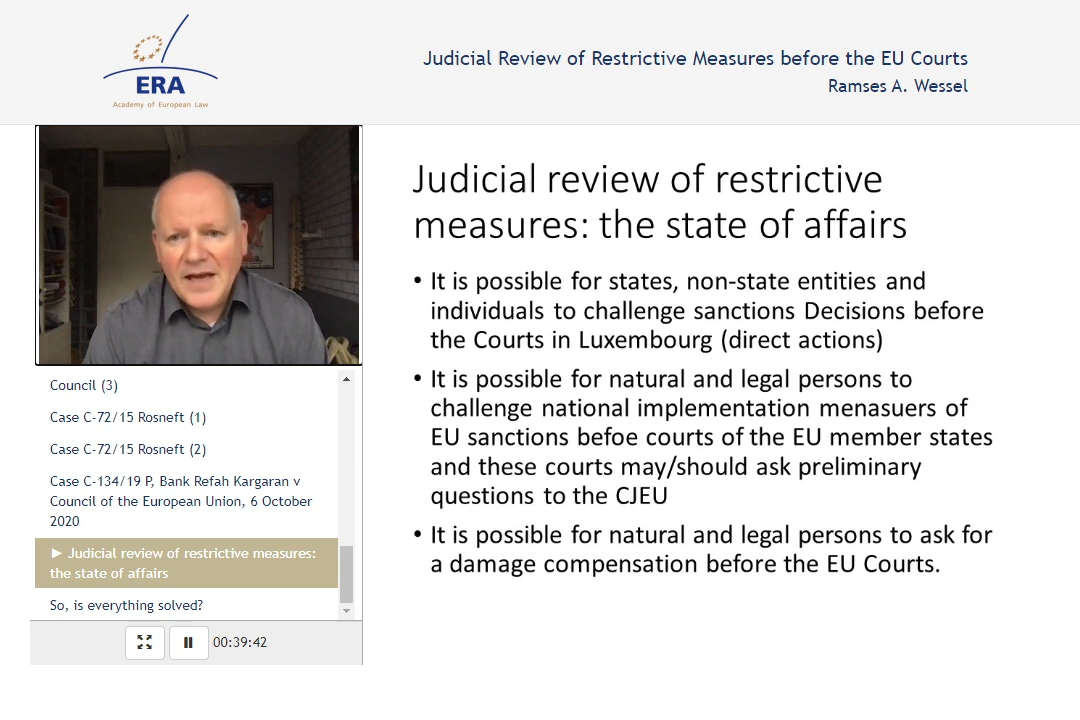 ERA
Academy of European Law
Judicial Review of Restrictive Measures before the EU Courts
Ramses A. Wessel
Council (3)
Case C-72/15 Rosneft (1)
Case C-72/15 Rosneft (2)
Case C-134/19 P, Bank Refah Kargaran v
Council of the European Union, 6 October
2020
► Judicial review of restrictive measures:
the state of affairs
So, is everything solved?
00:39:42
Judicial review of restrictive
measures: the state of affairs
• It is possible for states, non-state entities and
individuals to challenge sanctions Decisions before
the Courts in Luxembourg (direct actions)
• It is possible for natural and legal persons to
challenge national implementation menasuers of
EU sanctions befoe courts of the EU member states
and these courts may/should ask preliminary
questions to the CJEU
• It is possible for natural and legal persons to ask for
a damage compensation before the EU Courts.